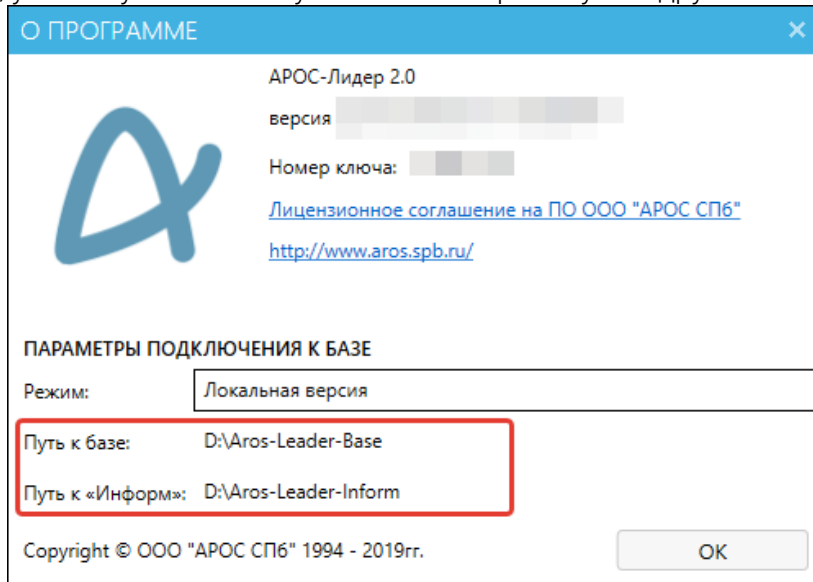 О ПРОГРАММЕ
АРОС-Лидер 2.0
версия
Номер ключа:
Лицензионное соглашение на ПО ООО "АРОС СПб"
http://www.aros.spb.ru/
ПАРАМЕТРЫ ПОДКЛЮЧЕНИЯ К БАЗЕ
Режим: Локальная версия
Путь к базе: D:\Aros-Leader-Base
Путь к «Информ»: D:\Aros-Leader-Inform
Copyright © ООО "АРОС СПб" 1994 - 2019гг. ОК